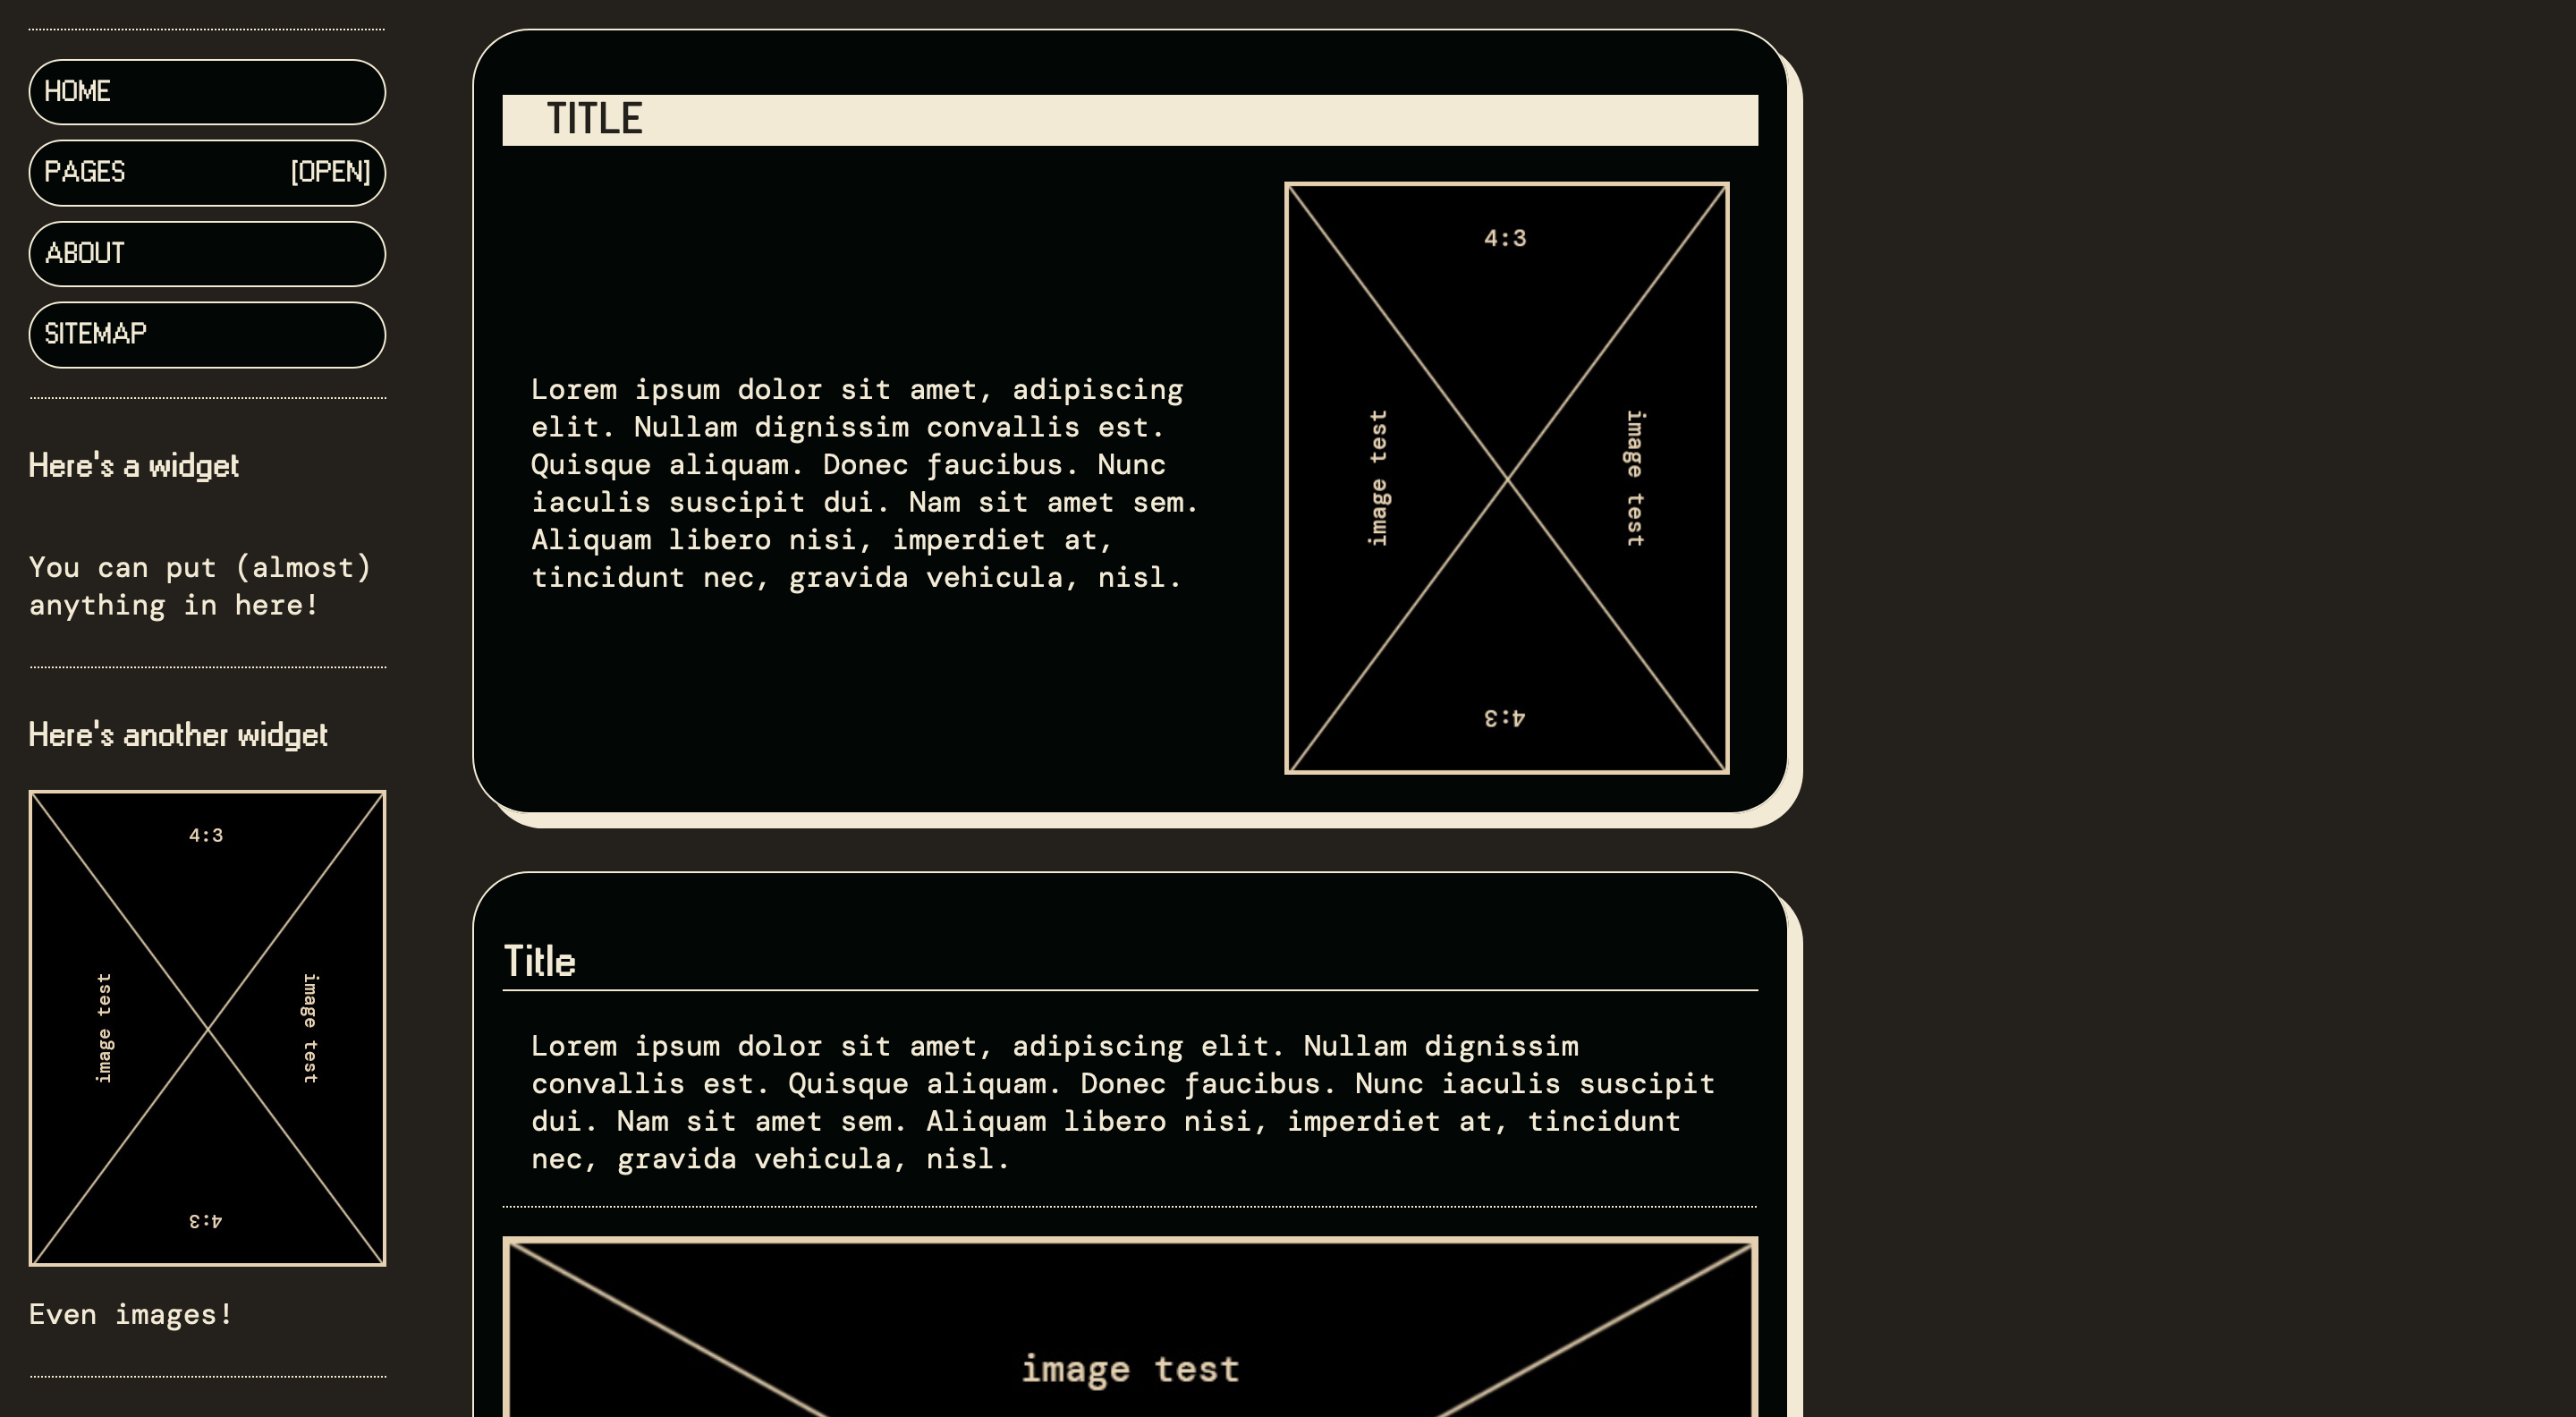 HOME
PAGES [OPEN]
ABOUT
SITEMAP
Here's a widget
You can put (almost)
anything in here!
Here's another widget
4:3
image test
image test
4:3
Even images!
TITLE
Lorem ipsum dolor sit amet, adipiscing
elit. Nullam dignissim convallis est.
Quisque aliquam. Donec faucibus. Nunc
iaculis suscipit dui. Nam sit amet sem.
Aliquam libero nisi, imperdiet at,
tincidunt nec, gravida vehicula, nisl.
4:3
image test
image test
4:3
Title
Lorem ipsum dolor sit amet, adipiscing elit. Nullam dignissim
convallis est. Quisque aliquam. Donec faucibus. Nunc iaculis suscipit
dui. Nam sit amet sem. Aliquam libero nisi, imperdiet at, tincidunt
nec, gravida vehicula, nisl.
image test